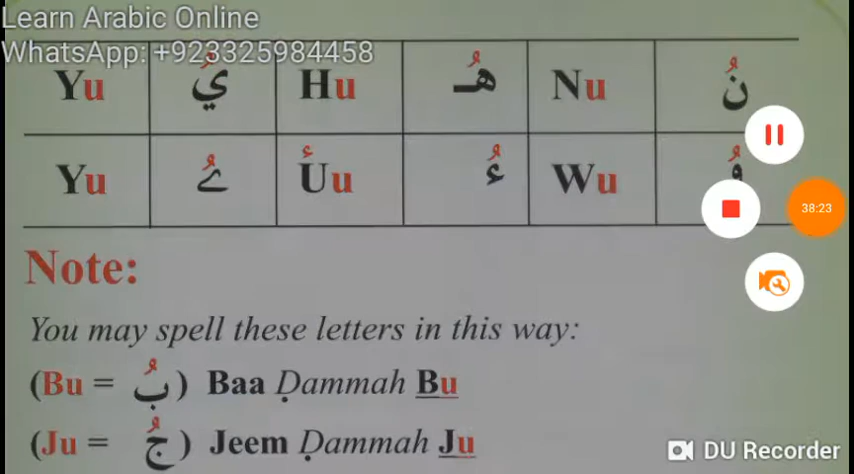 Learn Arabic Online
WhatsApp: +923325984458
Yu يُ Hu هُـ Nu نُ
Yu ےُ Uُu ءُ Wu وُ
38:23
Note:
You may spell these letters in this way:
(Bu = بُ) Baa Ḍammah Bu
(Ju = جُ) Jeem Ḍammah Ju
DU Recorder